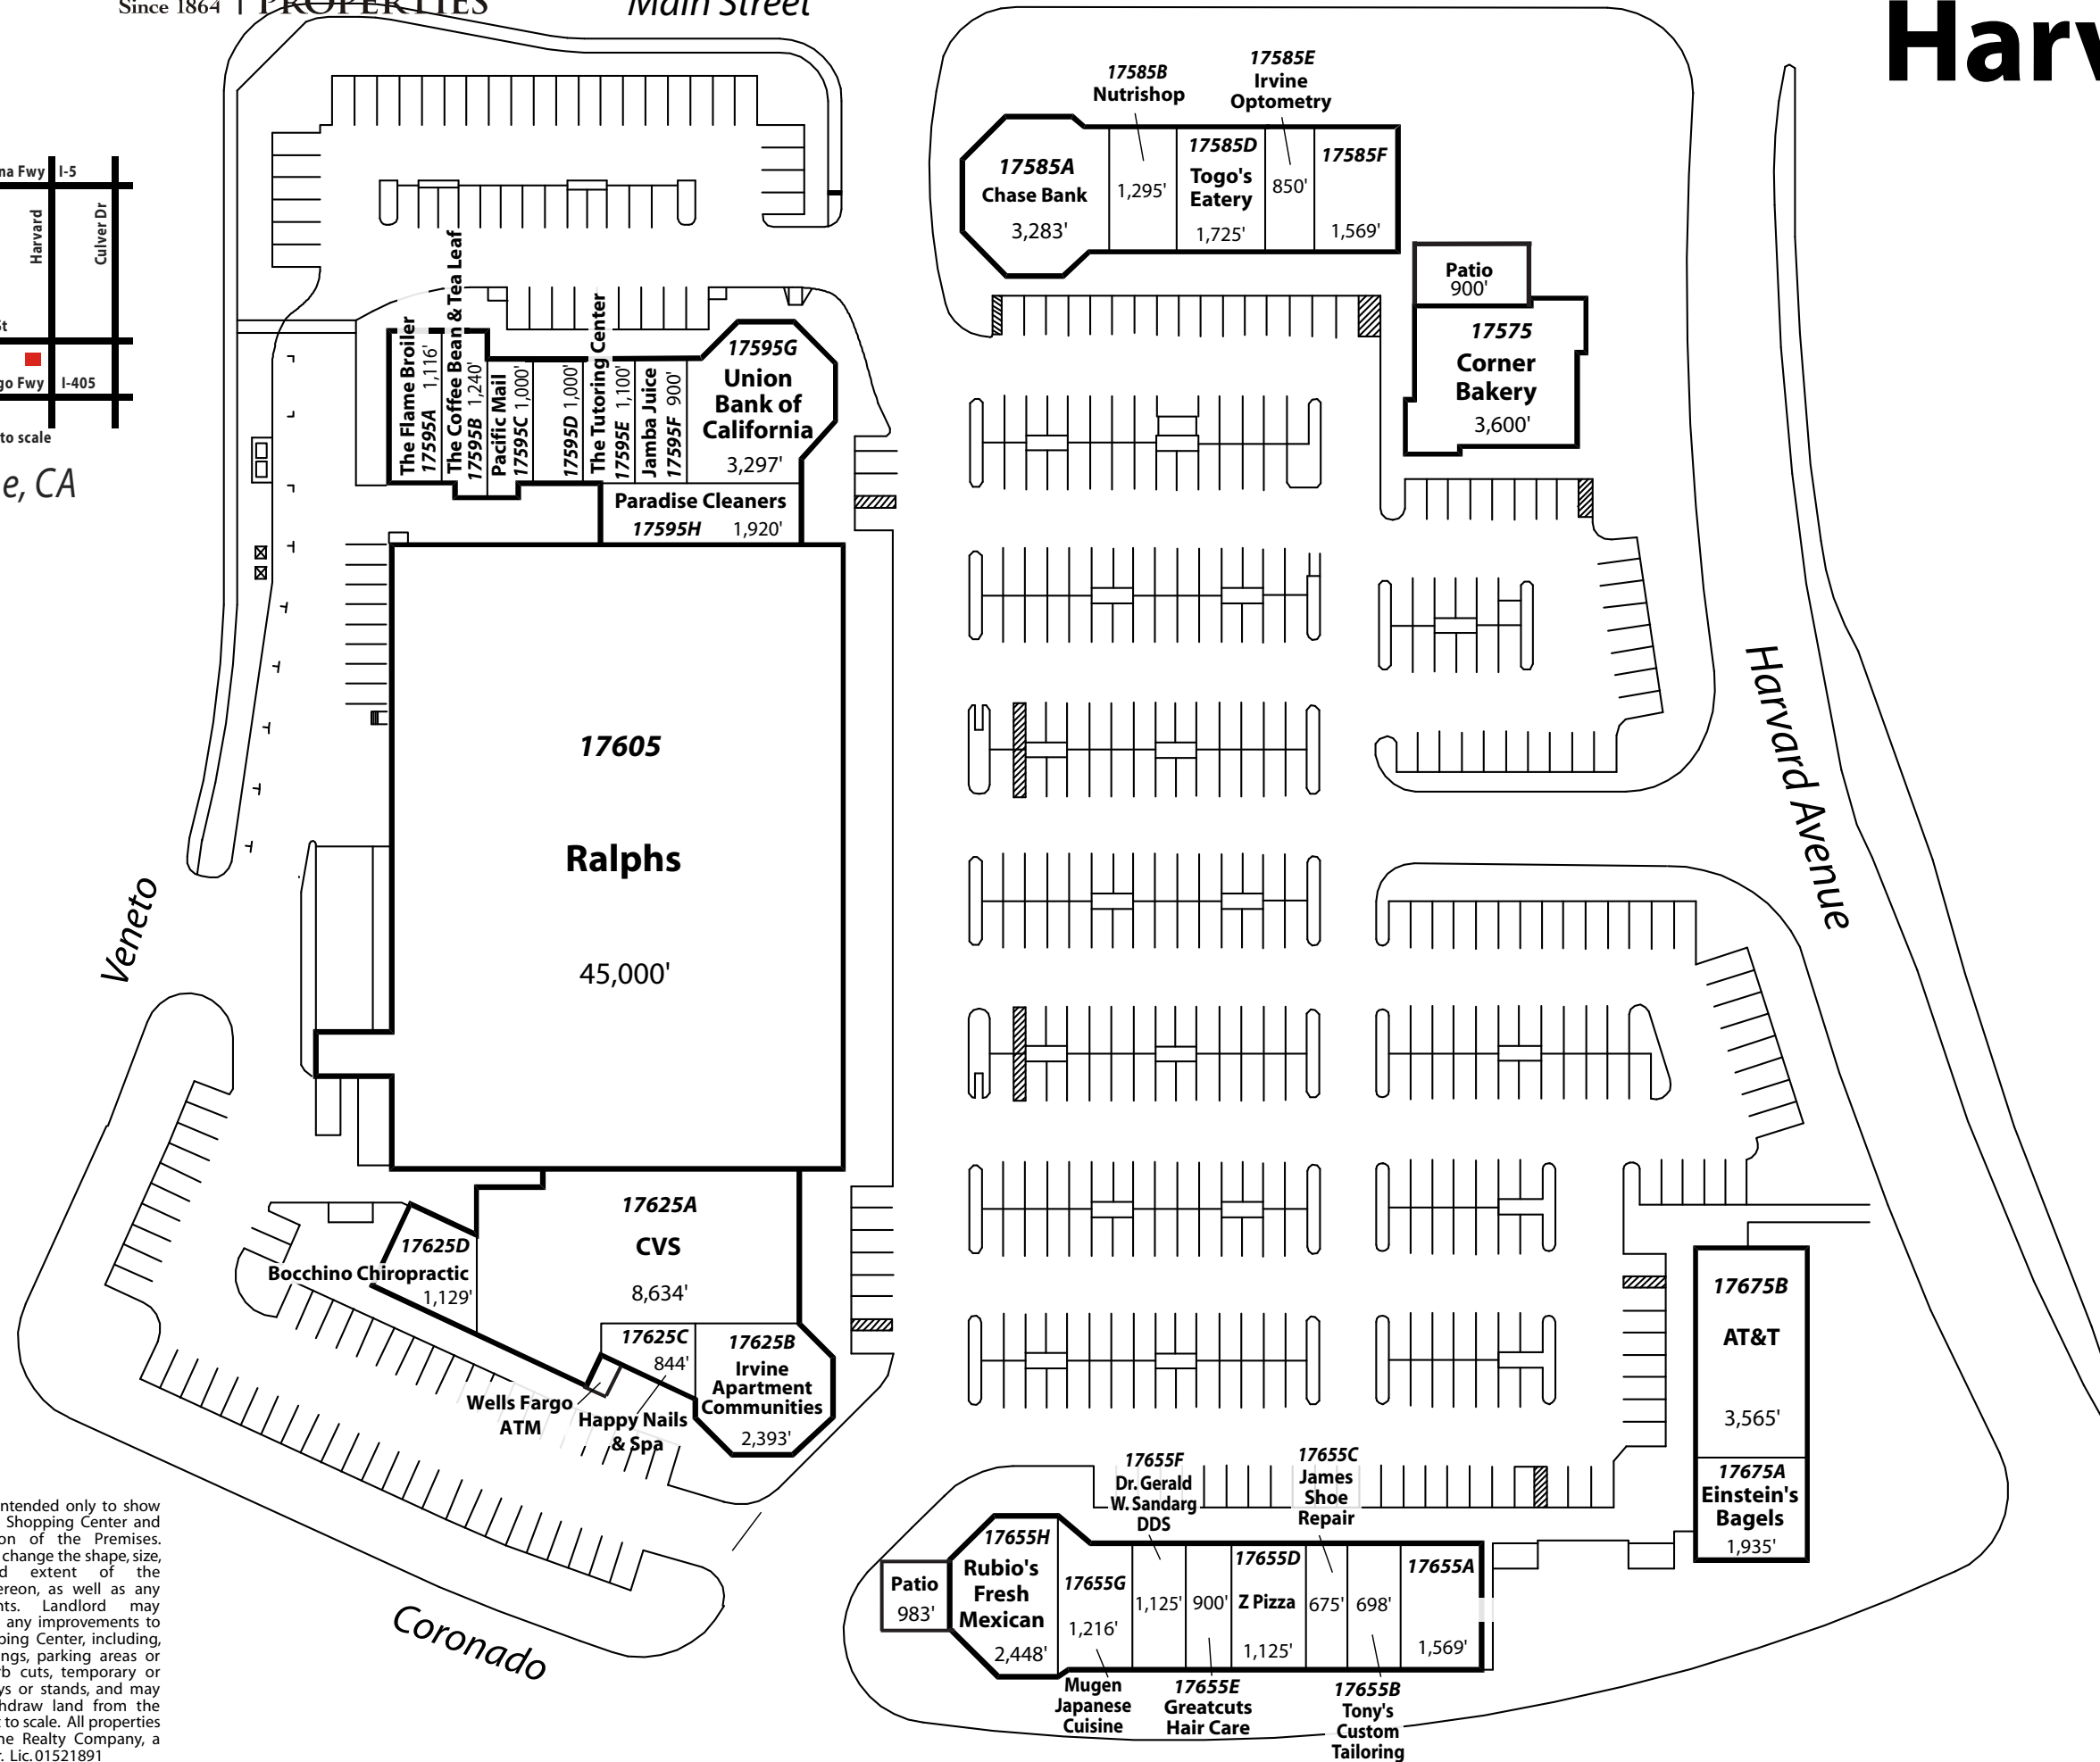 Since 1864 | PROPERTIES
Main Street
Harv
na Fwy
I-5
Harvard
Culver Dr
St
go Fwy
I-405
to scale
e, CA
17585A
Chase Bank
3,283'
17585B
Nutrishop
1,295'
17585D
Togo's
Eatery
1,725'
17585E
Irvine
Optometry
850'
17585F
1,569'
Patio
900'
17575
Corner
Bakery
3,600'
The Flame Broiler
17595A 1,116'
The Coffee Bean & Tea Leaf
17595B 1,240'
Pacific Mail
17595C 1,000'
17595D 1,000'
The Tutoring Center
17595E 1,100'
Jamba Juice
17595F 900'
17595G
Union
Bank of
California
3,297'
Paradise Cleaners
17595H 1,920'
17605
Ralphs
45,000'
Veneto
Harvard Avenue
17625A
CVS
8,634'
17625D
Bocchino Chiropractic
1,129'
17625C
844'
17625B
Irvine
Apartment
Communities
2,393'
Wells Fargo
ATM
Happy Nails
& Spa
Coronado
17675B
AT&T
3,565'
17675A
Einstein's
Bagels
1,935'
17655F
Dr. Gerald
W. Sandarg
DDS
17655C
James
Shoe
Repair
Patio
983'
17655H
Rubio's
Fresh
Mexican
2,448'
17655G
1,216'
1,125'
900'
17655D
Z Pizza
1,125'
675'
698'
17655A
1,569'
Mugen
Japanese
Cuisine
17655E
Greatcuts
Hair Care
17655B
Tony's
Custom
Tailoring
ntended only to show
Shopping Center and
on of the Premises.
change the shape, size,
d extent of the
ereon, as well as any
nts. Landlord may
any improvements to
ping Center, including,
ngs, parking areas or
rb cuts, temporary or
ys or stands, and may
hdraw land from the
t to scale. All properties
ne Realty Company, a
r. Lic. 01521891